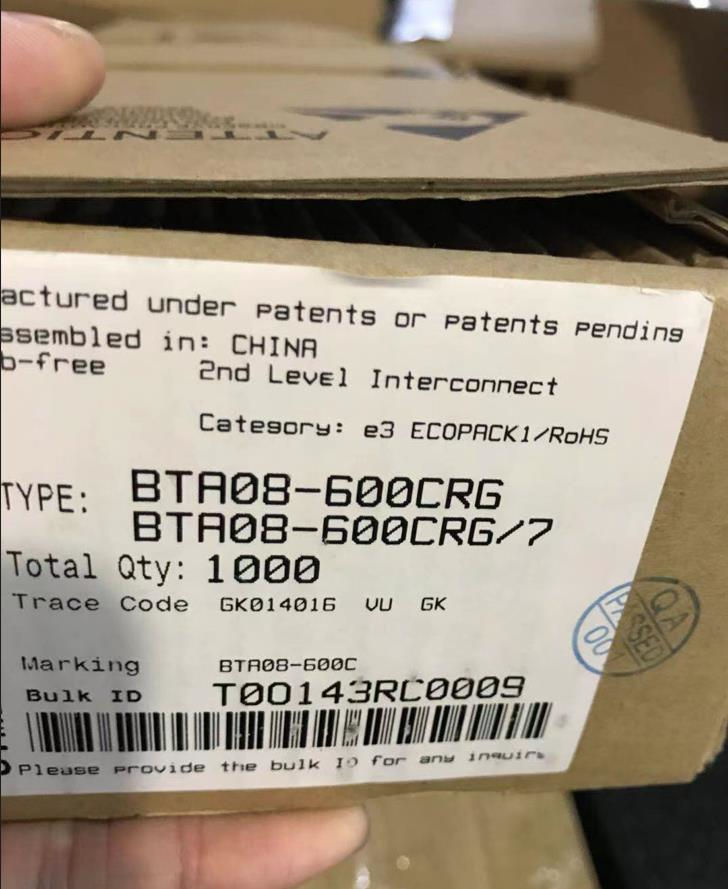 ATTENTIO
actured under patents or patents pending
ssembled in: CHINA
b-free 2nd Level Interconnect
Category: e3 ECOPACK1/RoHS
TYPE: BTA08-600CRG
BTA08-600CRG/7
Total Qty: 1000
Trace Code GK014016 VU GK
Marking BTA08-600C
Bulk ID T00143RC0009
Please provide the bulk ID for any inquir
QA
PASSED
001